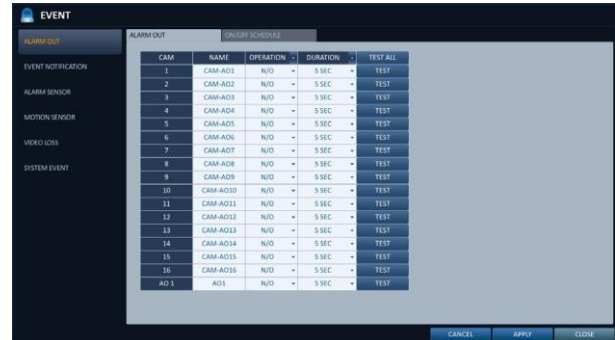 EVENT
ALARM OUT
EVENT NOTIFICATION
ALARM SENSOR
MOTION SENSOR
VIDEO LOSS
SYSTEM EVENT
ALARM OUT ON/OFF SCHEDULE
CAM NAME OPERATION DURATION TEST ALL
1 CAM-AO1 N/O 5 SEC TEST
2 CAM-AO2 N/O 5 SEC TEST
3 CAM-AO3 N/O 5 SEC TEST
4 CAM-AO4 N/O 5 SEC TEST
5 CAM-AO5 N/O 5 SEC TEST
6 CAM-AO6 N/O 5 SEC TEST
7 CAM-AO7 N/O 5 SEC TEST
8 CAM-AO8 N/O 5 SEC TEST
9 CAM-AO9 N/O 5 SEC TEST
10 CAM-AO10 N/O 5 SEC TEST
11 CAM-AO11 N/O 5 SEC TEST
12 CAM-AO12 N/O 5 SEC TEST
13 CAM-AO13 N/O 5 SEC TEST
14 CAM-AO14 N/O 5 SEC TEST
15 CAM-AO15 N/O 5 SEC TEST
16 CAM-AO16 N/O 5 SEC TEST
AO 1 AO1 N/O 5 SEC TEST
CANCEL APPLY CLOSE